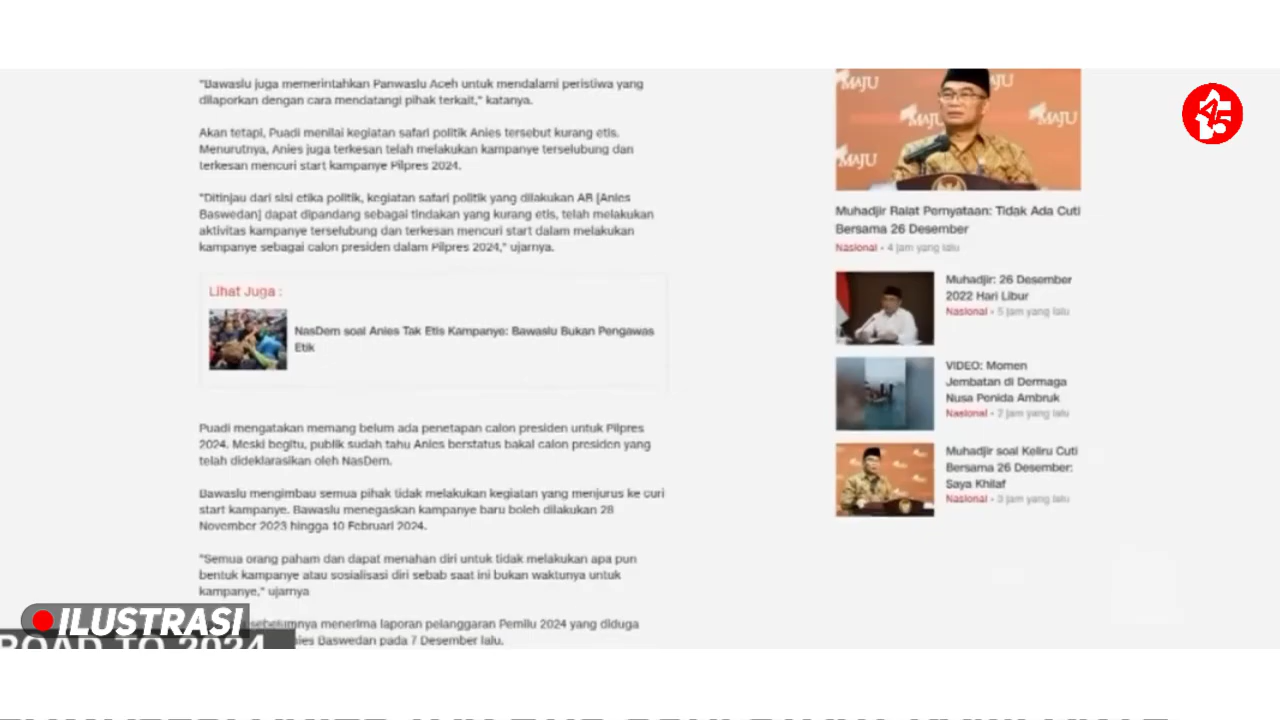 "Bawaslu juga memerintahkan Panwaslu Aceh untuk mendalami peristiwa yang
dilaporkan dengan cara mendatangi pihak terkait," katanya.
Akan tetapi, Puadi menilai kegiatan safari politik Anies tersebut kurang etis.
Menurutnya, Anies juga terkesan telah melakukan kampanye terselubung dan
terkesan mencuri start kampanye Pilpres 2024.
"Ditinjau dari sisi etika politik, kegiatan safari politik yang dilakukan AB [Anies
Baswedan] dapat dipandang sebagai tindakan yang kurang etis, telah melakukan
aktivitas kampanye terselubung dan terkesan mencuri start dalam melakukan
kampanye sebagai calon presiden dalam Pilpres 2024," ujarnya.
Lihat Juga :
NasDem soal Anies Tak Etis Kampanye: Bawaslu Bukan Pengawas
Etik
Puadi mengatakan memang belum ada penetapan calon presiden untuk Pilpres
2024. Meski begitu, publik sudah tahu Anies berstatus bakal calon presiden yang
telah dideklarasikan oleh NasDem.
Bawaslu mengimbau semua pihak tidak melakukan kegiatan yang menjurus ke curi
start kampanye. Bawaslu menegaskan kampanye baru boleh dilakukan 28
November 2023 hingga 10 Februari 2024.
"Semua orang paham dan dapat menahan diri untuk tidak melakukan apa pun
bentuk kampanye atau sosialisasi diri sebab saat ini bukan waktunya untuk
kampanye," ujarnya
sebelumnya menerima laporan pelanggaran Pemilu 2024 yang diduga
Baswedan pada 7 Desember lalu.
ILUSTRASI
ROAD TO 2024
MAJU
MAJU
MAJU
MAJU
Muhadjir Ralat Pernyataan: Tidak Ada Cuti
Bersama 26 Desember
Nasional • 4 jam yang lalu
Muhadjir: 26 Desember
2022 Hari Libur
Nasional • 5 jam yang lalu
VIDEO: Momen
Jembatan di Dermaga
Nusa Penida Ambruk
Nasional • 2 jam yang lalu
Muhadjir soal Keliru Cuti
Bersama 26 Desember:
Saya Khilaf
Nasional • 3 jam yang lalu